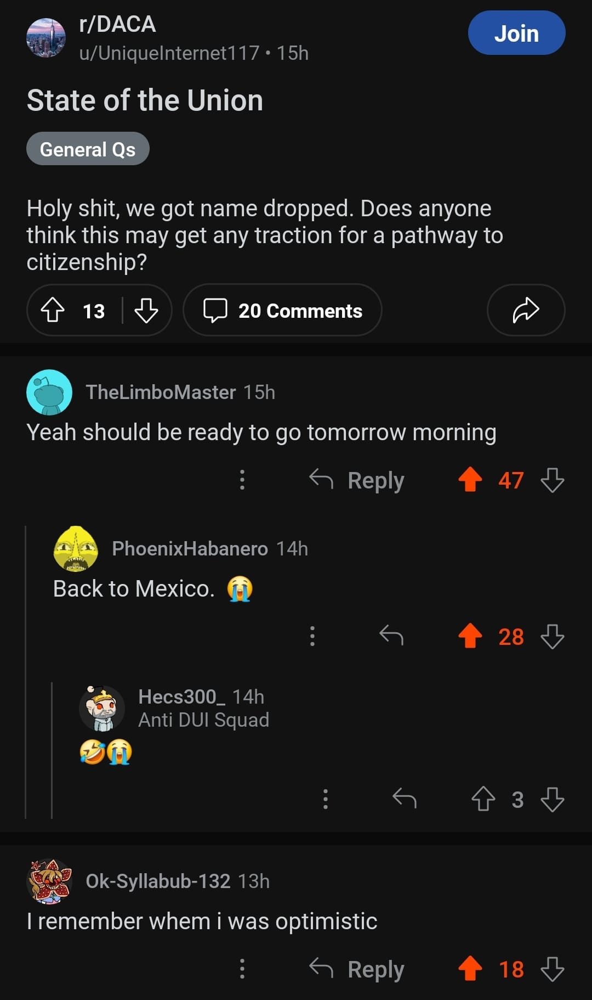 r/DACA
u/UniqueInternet117 • 15h
Join
State of the Union
General Qs
Holy shit, we got name dropped. Does anyone
think this may get any traction for a pathway to
citizenship?
13
20 Comments
TheLimboMaster 15h
Yeah should be ready to go tomorrow morning
Reply
47
PhoenixHabanero 14h
Back to Mexico. 😭
28
Hecs300_ 14h
Anti DUI Squad
🤣😭
3
Ok-Syllabub-132 13h
I remember whem i was optimistic
Reply
18